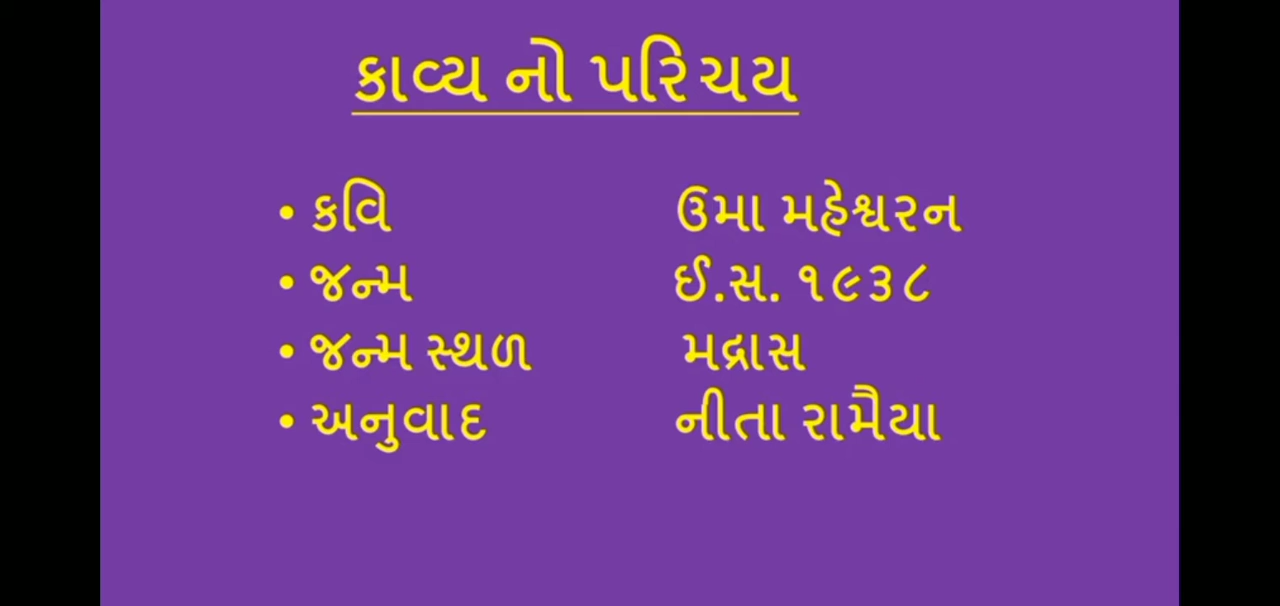 કાવ્ય નો પરિચય
• કવિ ઉમા મહેશ્વરન
• જન્મ ઈ.સ. ૧૯૩૮
• જન્મ સ્થળ મદ્રાસ
• અનુવાદ નીતા રામૈયા